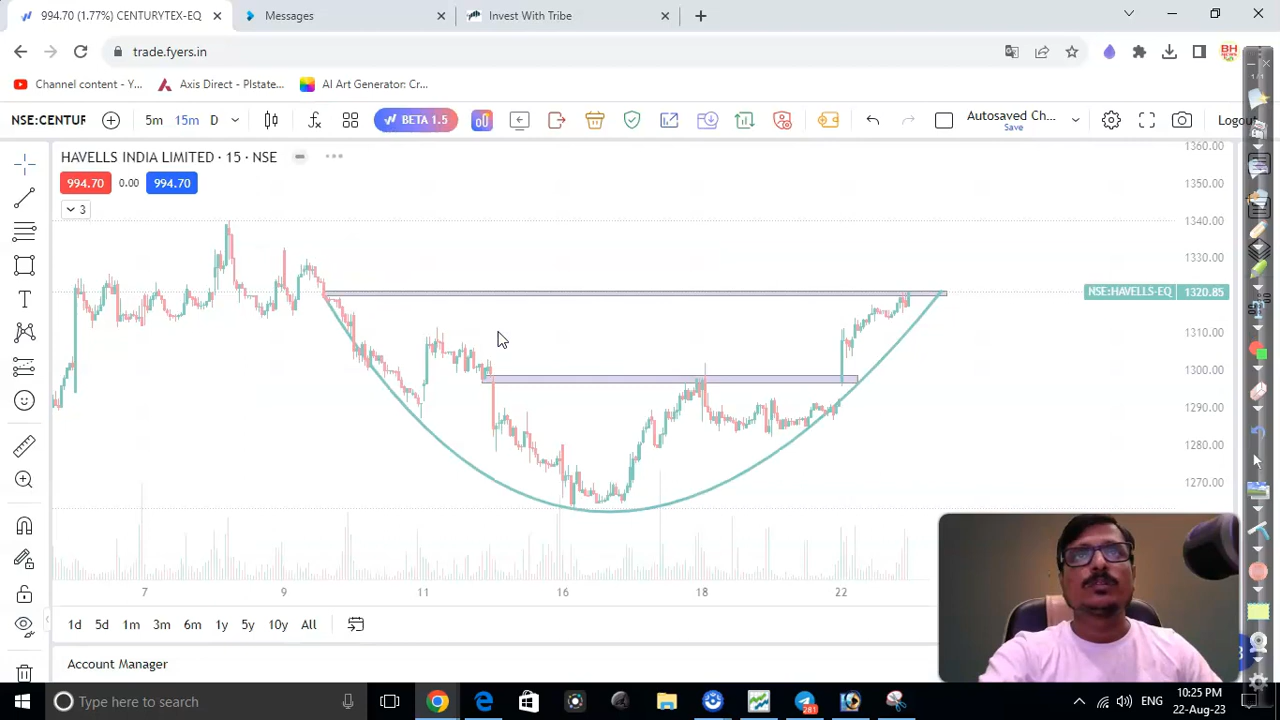 994.70 (1.77%) CENTURYTEX-EQ
Messages
Invest With Tribe
trade.fyers.in
Channel content - Y...
Axis Direct - Plstate...
AI Art Generator: Cr...
NSE:CENTUR
5m 15m D
BETA 1.5
Autosaved Ch...
Save
Logout
1/1
HAVELLS INDIA LIMITED · 15 · NSE
994.70 0.00 994.70
3
1360.00
1350.00
1340.00
1330.00
NSE:HAVELLS-EQ 1320.85
1310.00
1300.00
1290.00
1280.00
1270.00
7 9 11 16 18 22
1d 5d 1m 3m 6m 1y 5y 10y All
Account Manager
Type here to search
281
ENG
10:25 PM
22-Aug-23